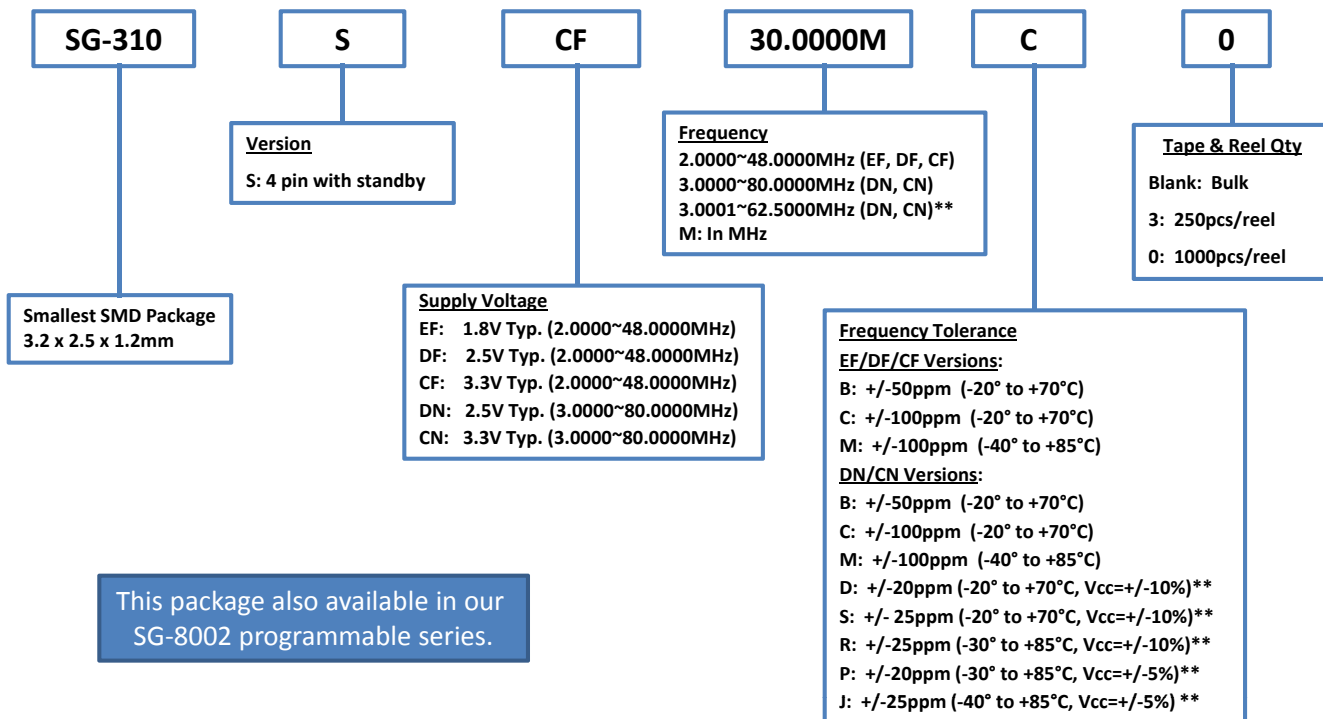 SG-310
S
CF
30.0000M
C
0
Version
S: 4 pin with standby
Frequency
2.0000~48.0000MHz (EF, DF, CF)
3.0000~80.0000MHz (DN, CN)
3.0001~62.5000MHz (DN, CN)**
M: In MHz
Tape & Reel Qty
Blank: Bulk
3: 250pcs/reel
0: 1000pcs/reel
Smallest SMD Package
3.2 x 2.5 x 1.2mm
Supply Voltage
EF: 1.8V Typ. (2.0000~48.0000MHz)
DF: 2.5V Typ. (2.0000~48.0000MHz)
CF: 3.3V Typ. (2.0000~48.0000MHz)
DN: 2.5V Typ. (3.0000~80.0000MHz)
CN: 3.3V Typ. (3.0000~80.0000MHz)
Frequency Tolerance
EF/DF/CF Versions:
B: +/-50ppm (-20° to +70°C)
C: +/-100ppm (-20° to +70°C)
M: +/-100ppm (-40° to +85°C)
DN/CN Versions:
B: +/-50ppm (-20° to +70°C)
C: +/-100ppm (-20° to +70°C)
M: +/-100ppm (-40° to +85°C)
D: +/-20ppm (-20° to +70°C, Vcc=+/-10%)**
S: +/- 25ppm (-20° to +70°C, Vcc=+/-10%)**
R: +/-25ppm (-30° to +85°C, Vcc=+/-10%)**
P: +/-20ppm (-30° to +85°C, Vcc=+/-5%)**
J: +/-25ppm (-40° to +85°C, Vcc=+/-5%) **
This package also available in our
SG-8002 programmable series.